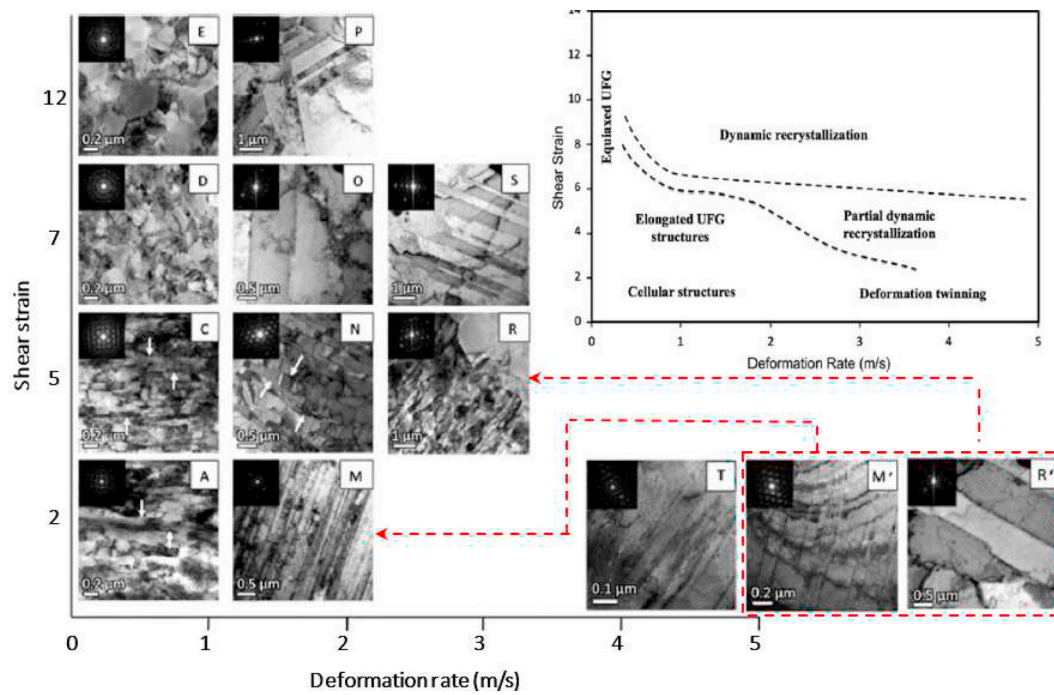 Shear strain
12
7
5
2
E
0.2 µm
P
1 µm
D
0.2 µm
O
0.5 µm
S
1 µm
C
0.2 µm
N
0.5 µm
R
1 µm
A
0.2 µm
M
0.5 µm
T
0.1 µm
M'
0.2 µm
R'
0.5 µm
0
1
2
3
4
5
Deformation rate (m/s)
Shear Strain
14
12
10
8
6
4
2
0
Equiaxed UFG
Dynamic recrystallization
Elongated UFG
structures
Partial dynamic
recrystallization
Cellular structures
Deformation twinning
0
1
2
3
4
5
Deformation Rate (m/s)